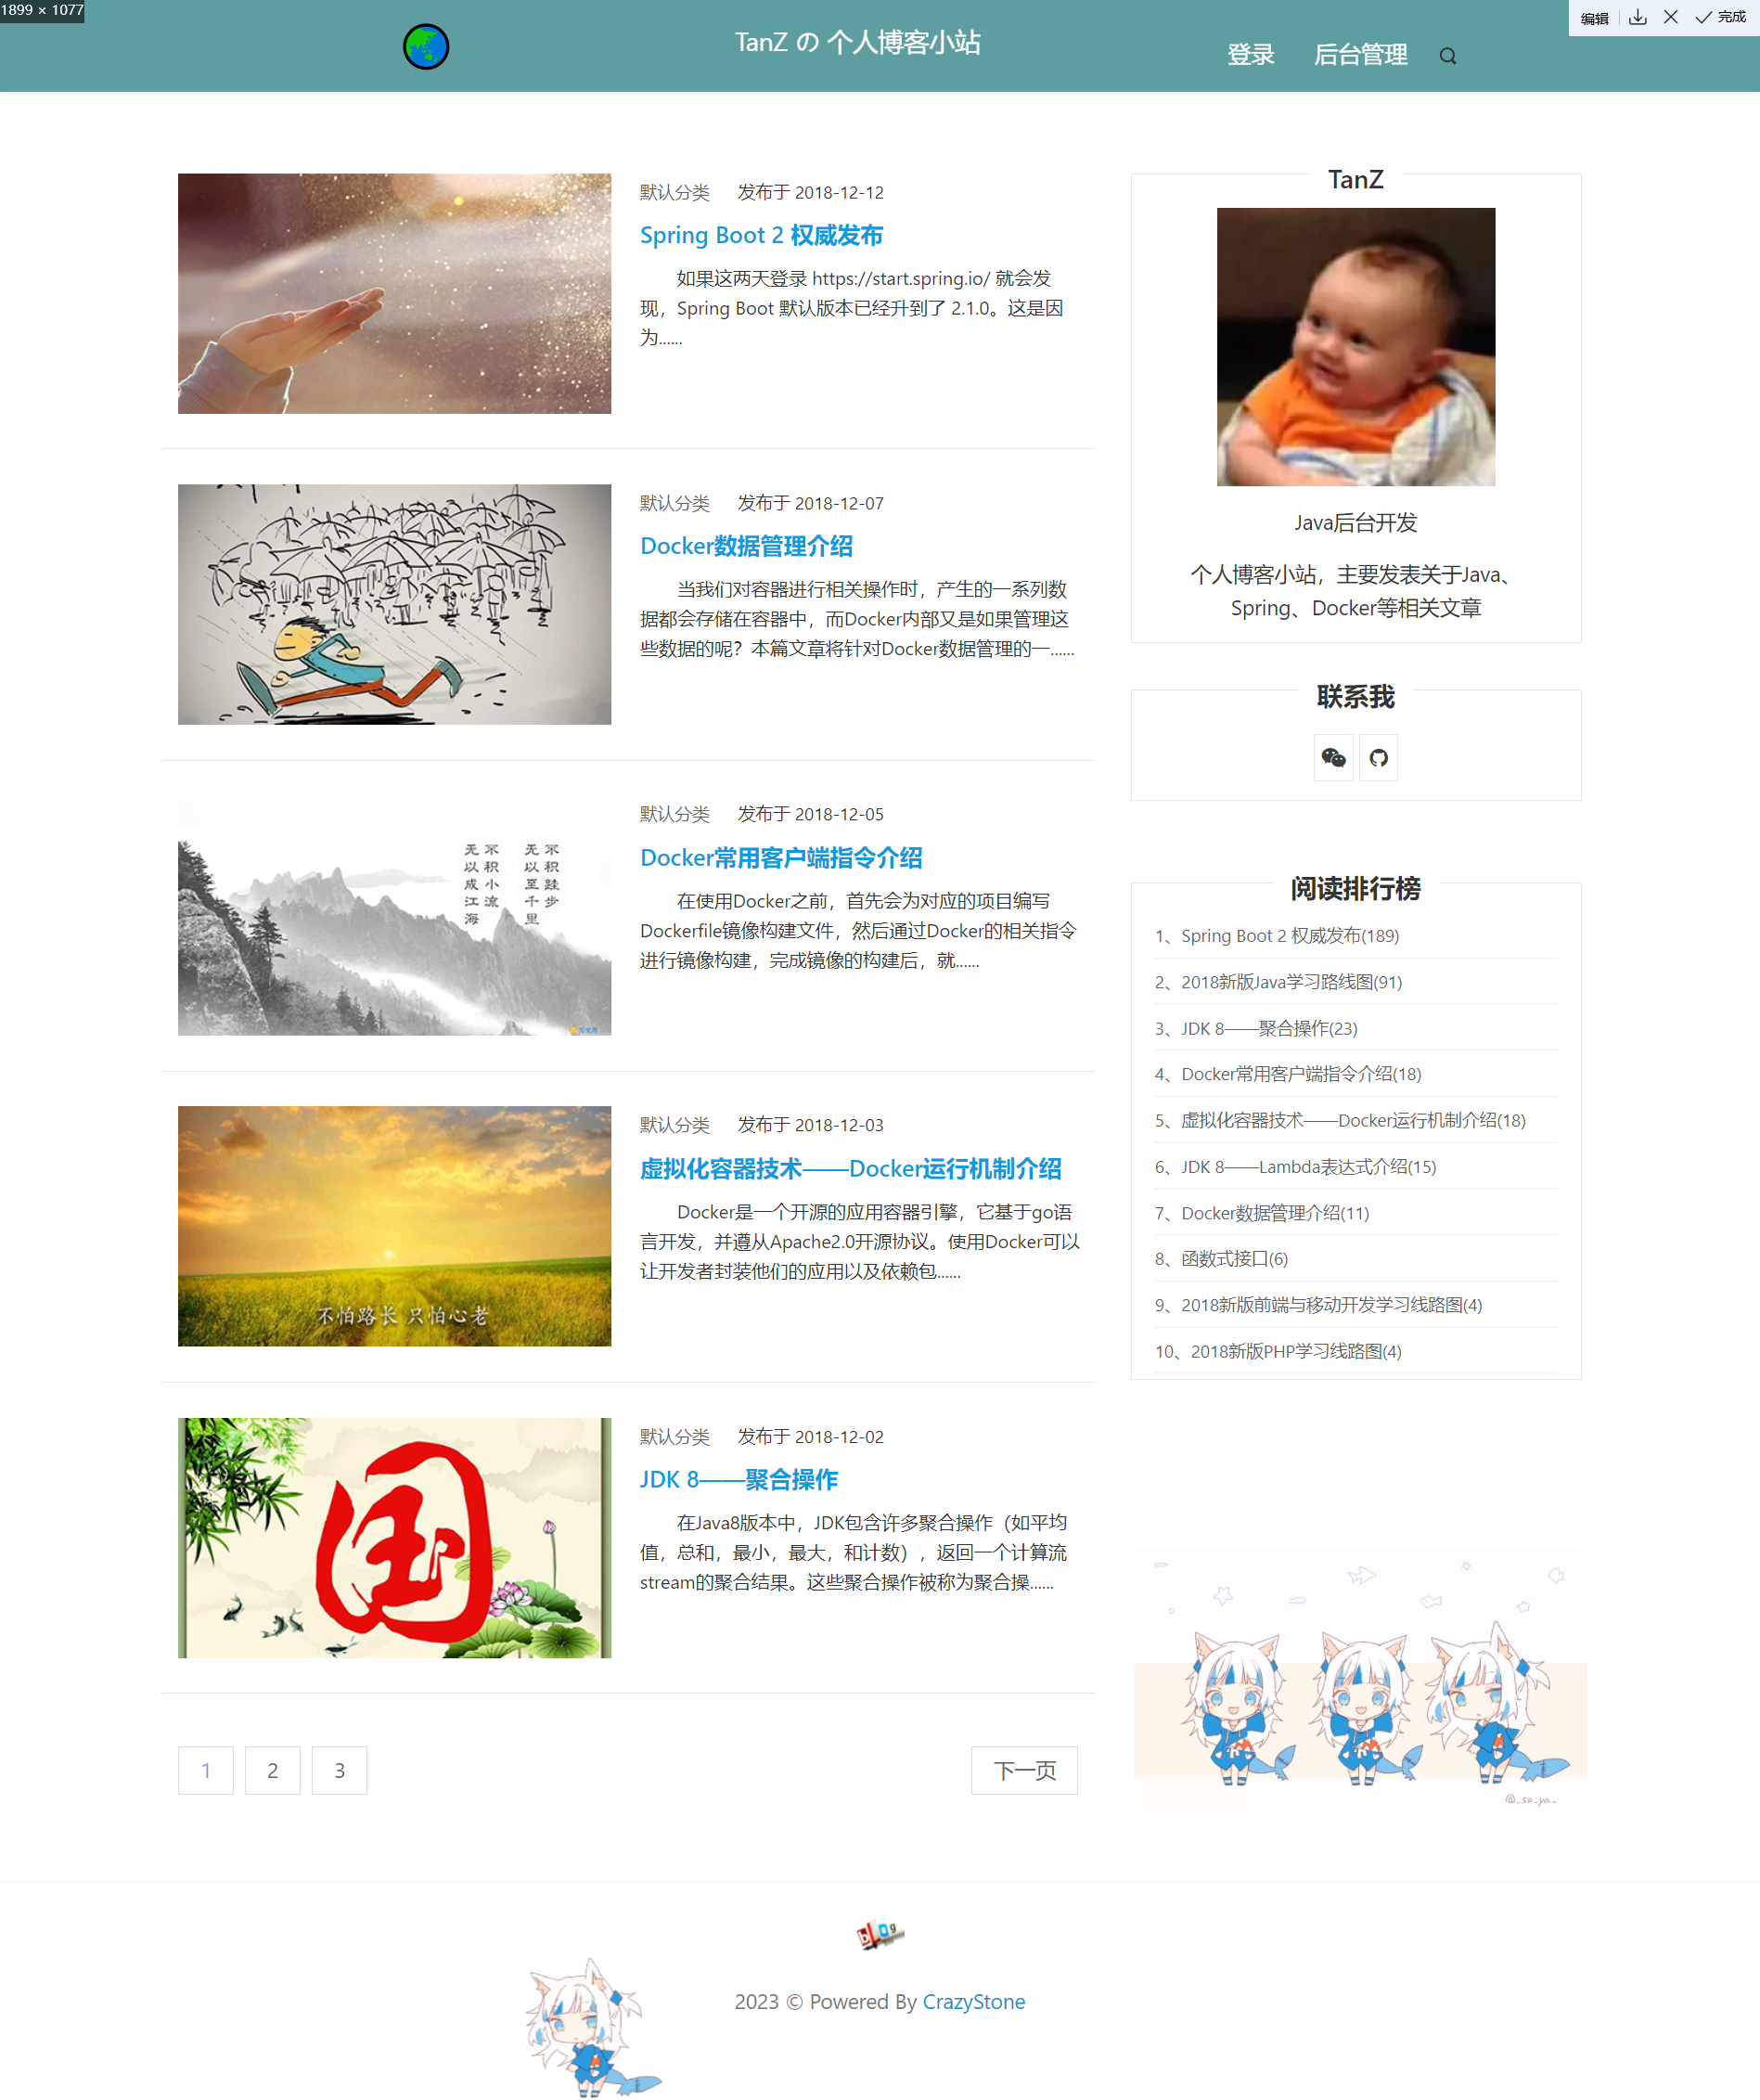 1899 × 1077
编辑
完成
TanZ の 个人博客小站
登录 后台管理
默认分类 发布于 2018-12-12
Spring Boot 2 权威发布
如果这两天登录 https://start.spring.io/ 就会发
现，Spring Boot 默认版本已经升到了 2.1.0。这是因
为......
默认分类 发布于 2018-12-07
Docker数据管理介绍
当我们对容器进行相关操作时，产生的一系列数
据都会存储在容器中，而Docker内部又是如果管理这
些数据的呢？本篇文章将针对Docker数据管理的一......
不积跬步
无以至千里
不积小流
无以成江海
默认分类 发布于 2018-12-05
Docker常用客户端指令介绍
在使用Docker之前，首先会为对应的项目编写
Dockerfile镜像构建文件，然后通过Docker的相关指令
进行镜像构建，完成镜像的构建后，就......
不怕路长 只怕心老
默认分类 发布于 2018-12-03
虚拟化容器技术——Docker运行机制介绍
Docker是一个开源的应用容器引擎，它基于go语
言开发，并遵从Apache2.0开源协议。使用Docker可以
让开发者封装他们的应用以及依赖包......
国
默认分类 发布于 2018-12-02
JDK 8——聚合操作
在Java8版本中，JDK包含许多聚合操作（如平均
值，总和，最小，最大，和计数），返回一个计算流
stream的聚合结果。这些聚合操作被称为聚合操......
1 2 3
下一页
TanZ
Java后台开发
个人博客小站，主要发表关于Java、
Spring、Docker等相关文章
联系我
阅读排行榜
1、Spring Boot 2 权威发布(189)
2、2018新版Java学习路线图(91)
3、JDK 8——聚合操作(23)
4、Docker常用客户端指令介绍(18)
5、虚拟化容器技术——Docker运行机制介绍(18)
6、JDK 8——Lambda表达式介绍(15)
7、Docker数据管理介绍(11)
8、函数式接口(6)
9、2018新版前端与移动开发学习线路图(4)
10、2018新版PHP学习线路图(4)
@_sa_ya_
blog
2023 © Powered By CrazyStone